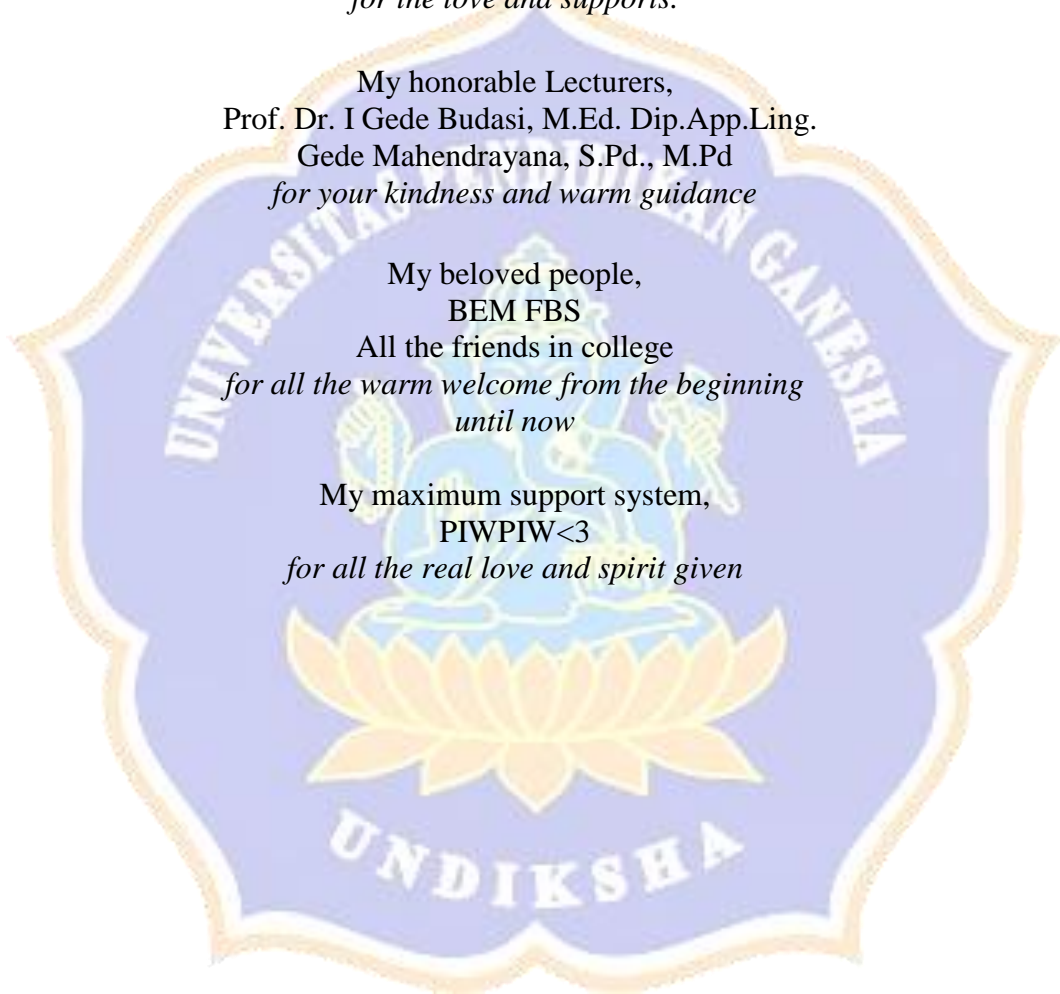 for the love and supports.
My honorable Lecturers,
Prof. Dr. I Gede Budasi, M.Ed. Dip.App.Ling.
Gede Mahendrayana, S.Pd., M.Pd
for your kindness and warm guidance
My beloved people,
BEM FBS
All the friends in college
for all the warm welcome from the beginning
until now
My maximum support system,
PIWPIW<3
for all the real love and spirit given
UNIVERSITAS PENDIDIKAN GANESHA
UNDIKSHA